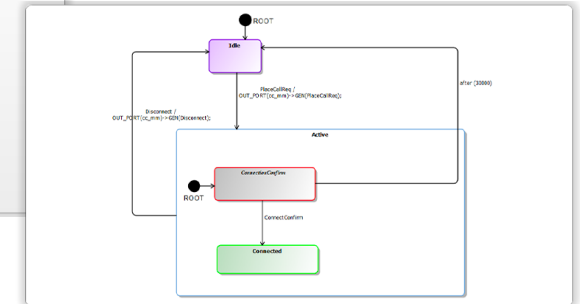 ROOT
Idle
after (30000)
PlaceCallReq /
OUT_PORT(cc_mm)->GEN(PlaceCallReq);
Disconnect /
OUT_PORT(cc_mm)->GEN(Disconnect);
Active
ConnectionConfirm
ROOT
ConnectConfirm
Connected